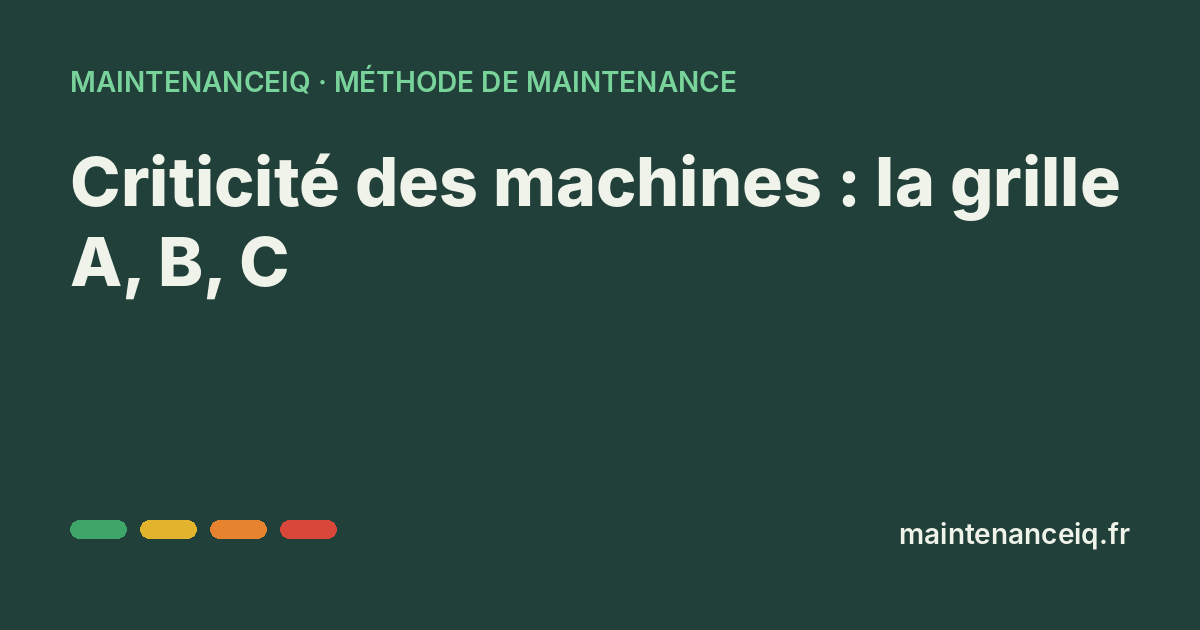 MAINTENANCEIQ · MÉTHODE DE MAINTENANCE
Criticité des machines : la grille
A, B, C
maintenanceiq.fr